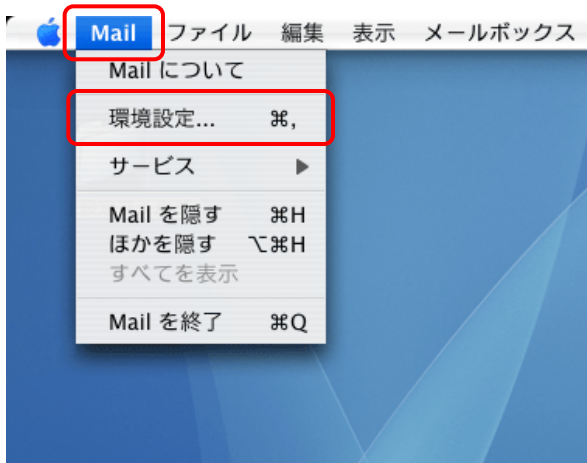 Mail ファイル 編集 表示 メールボックス
Mail について
環境設定... ⌘,
サービス ▶
Mail を隠す ⌘H
ほかを隠す ⌥⌘H
すべてを表示
Mail を終了 ⌘Q